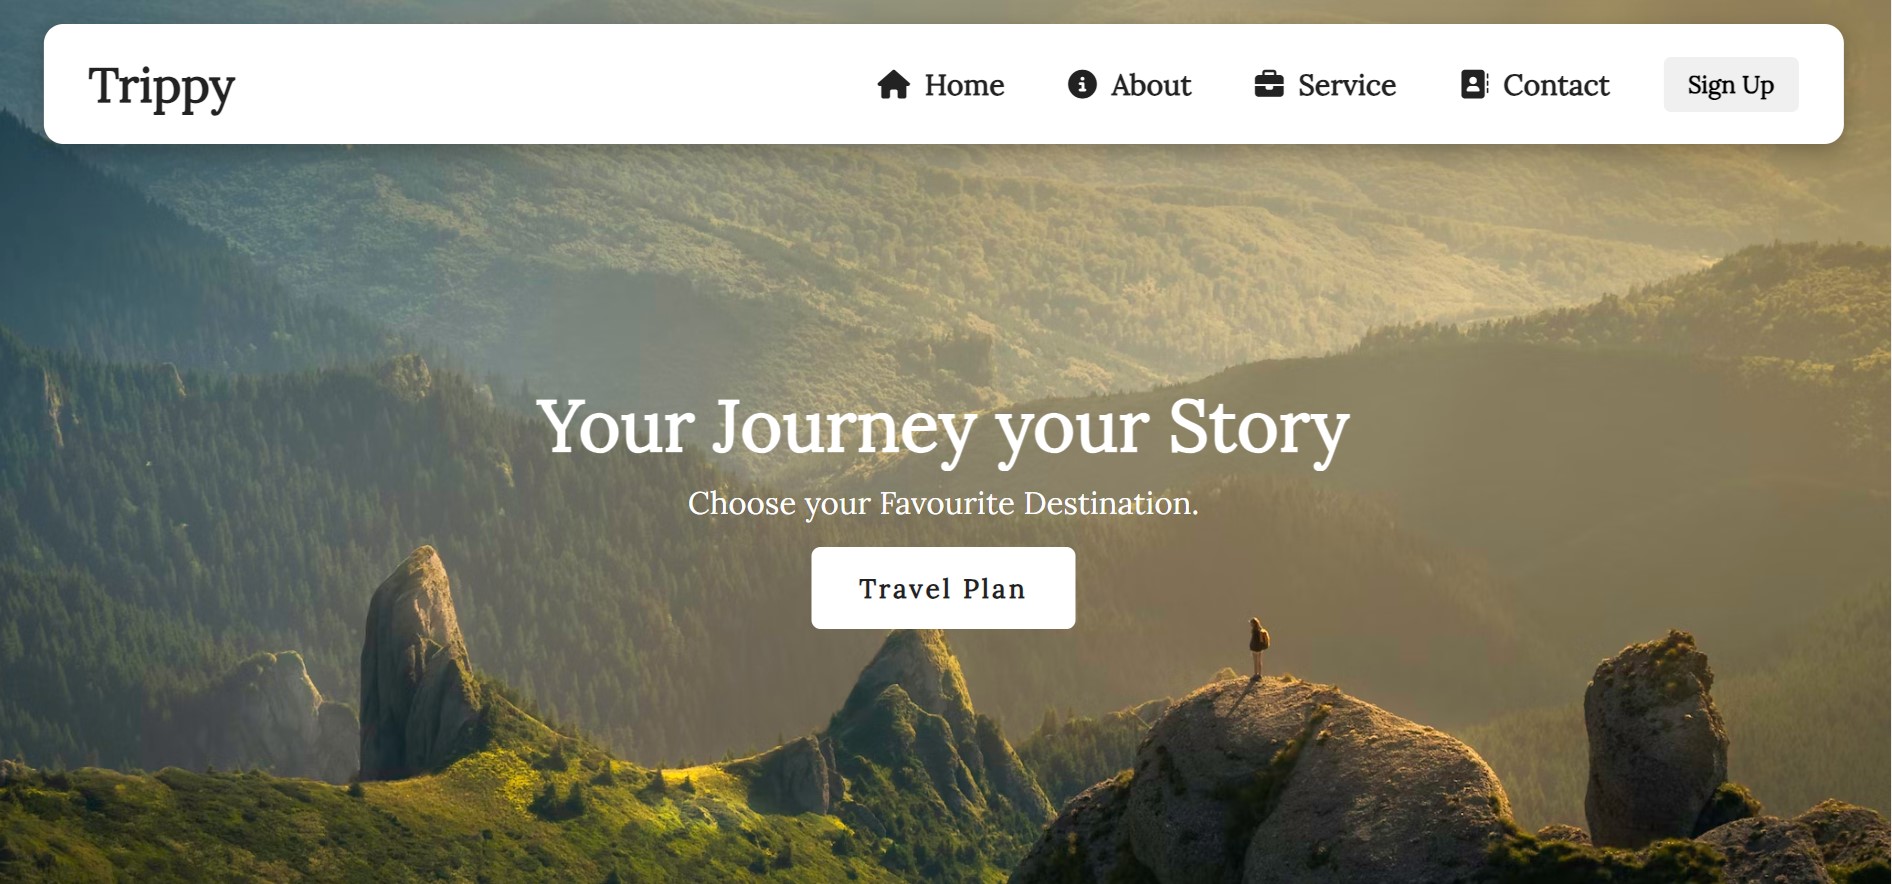 Trippy
Home About Service Contact Sign Up
Your Journey your Story
Choose your Favourite Destination.
Travel Plan